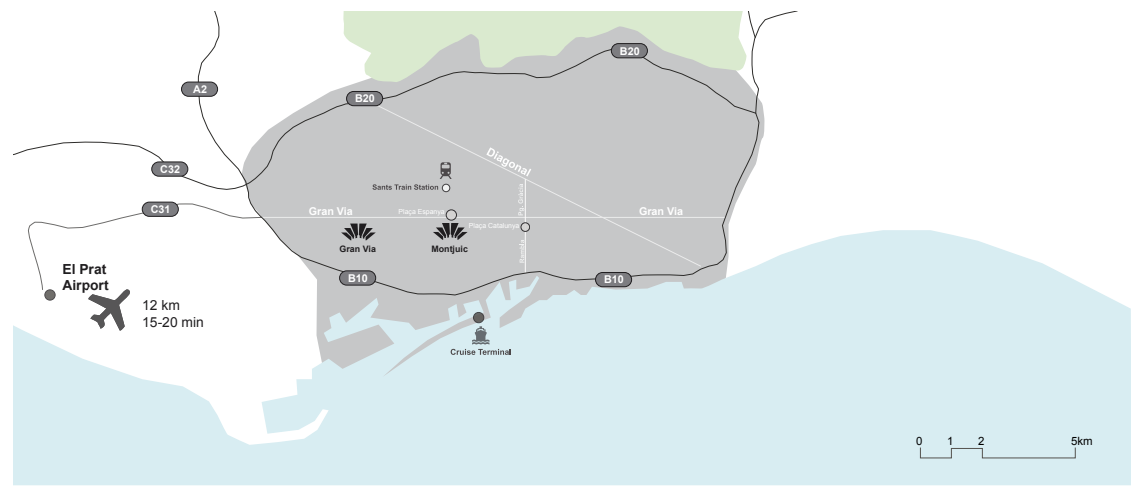 B20
A2
B20
Diagonal
C32
Sants Train Station
Pg. Gràcia
C31
Gran Via
Plaça Espanya
Gran Via
Plaça Catalunya
Gran Via
Montjuic
Rambla
El Prat
Airport
B10
B10
12 km
15-20 min
Cruise Terminal
0 1 2 5km